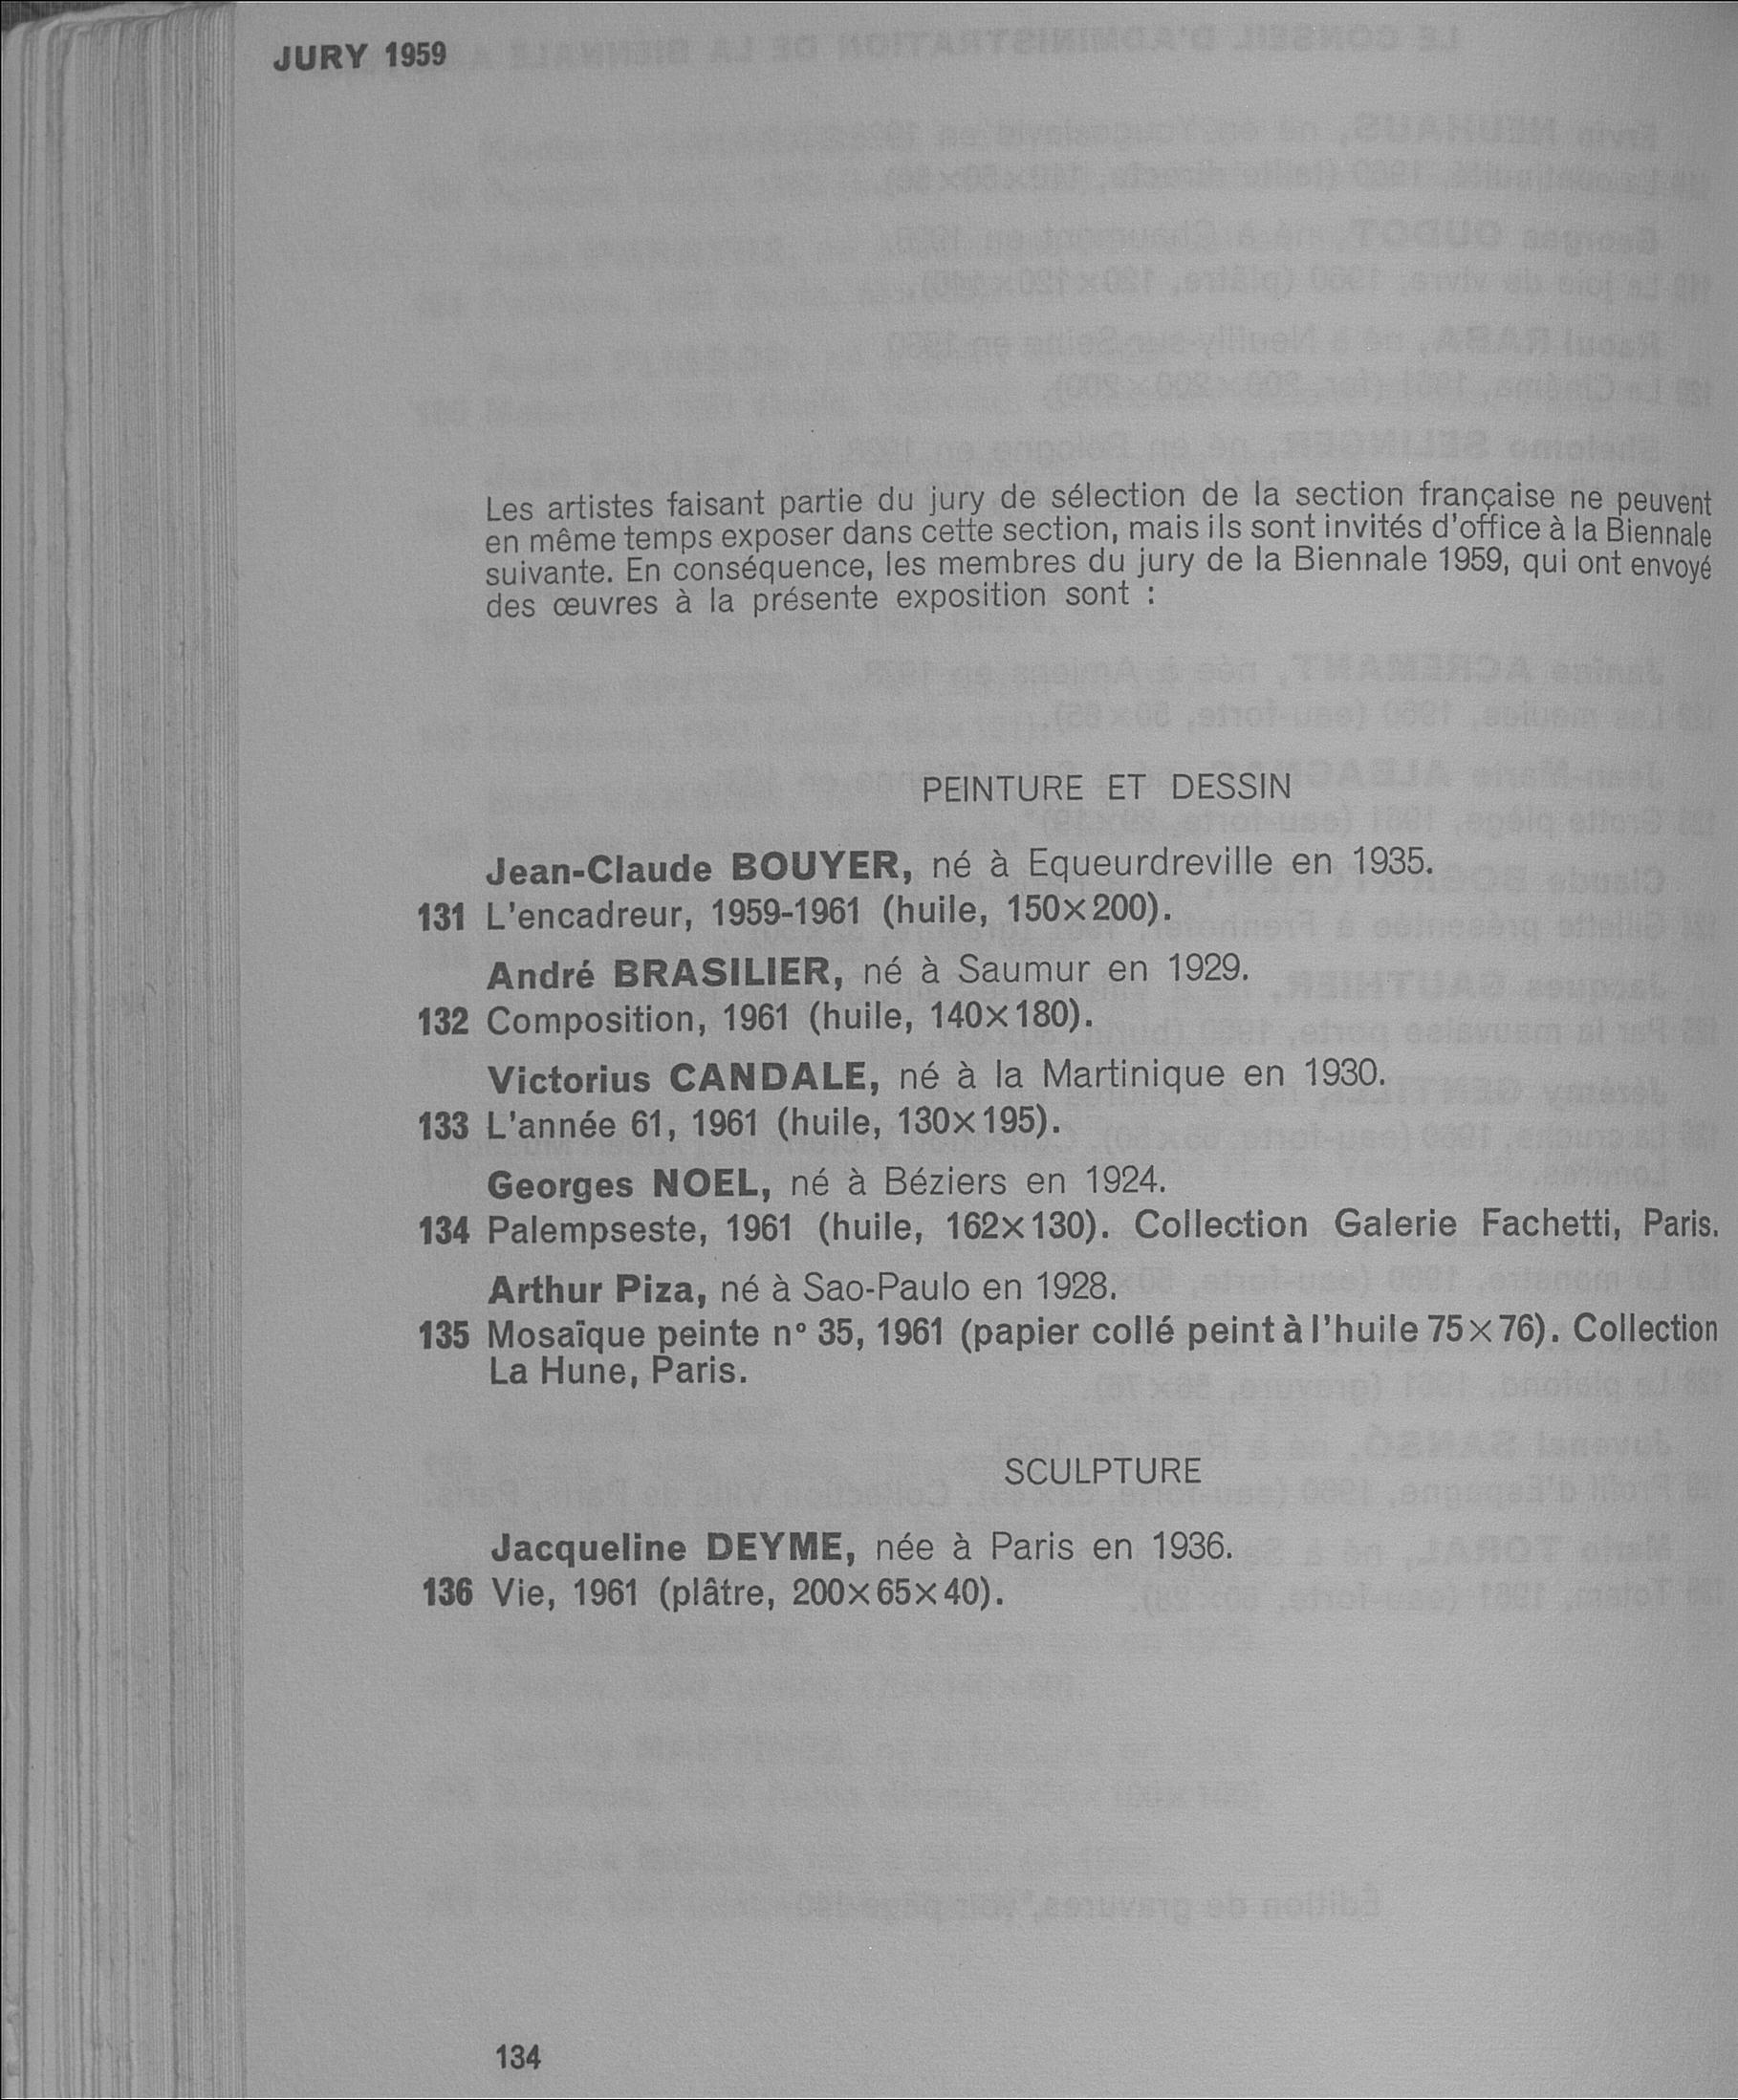 JURY 1959
Les artistes faisant partie du jury de sélection de la section française ne peuvent
en même temps exposer dans cette section, mais ils sont invités d'office à la Biennale
suivante. En conséquence, les membres du jury de la Biennale 1959, qui ont envoyé
des œuvres à la présente exposition sont :
PEINTURE ET DESSIN
Jean-Claude BOUYER, né à Equeurdreville en 1935.
131 L'encadreur, 1959-1961 (huile, 150×200).
André BRASILIER, né à Saumur en 1929.
132 Composition, 1961 (huile, 140×180).
Victorius CANDALE, né à la Martinique en 1930.
133 L'année 61, 1961 (huile, 130×195).
Georges NOEL, né à Béziers en 1924.
134 Palempseste, 1961 (huile, 162×130). Collection Galerie Fachetti, Paris.
Arthur Piza, né à Sao-Paulo en 1928.
135 Mosaïque peinte n° 35, 1961 (papier collé peint à l'huile 75×76). Collection
La Hune, Paris.
SCULPTURE
Jacqueline DEYME, née à Paris en 1936.
136 Vie, 1961 (plâtre, 200×65×40).
134